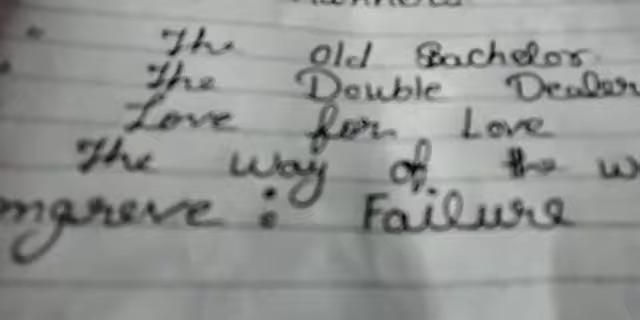 The Old Bachelor
The Double Dealer
Love for Love
The Way of the W
ngreve : Failure